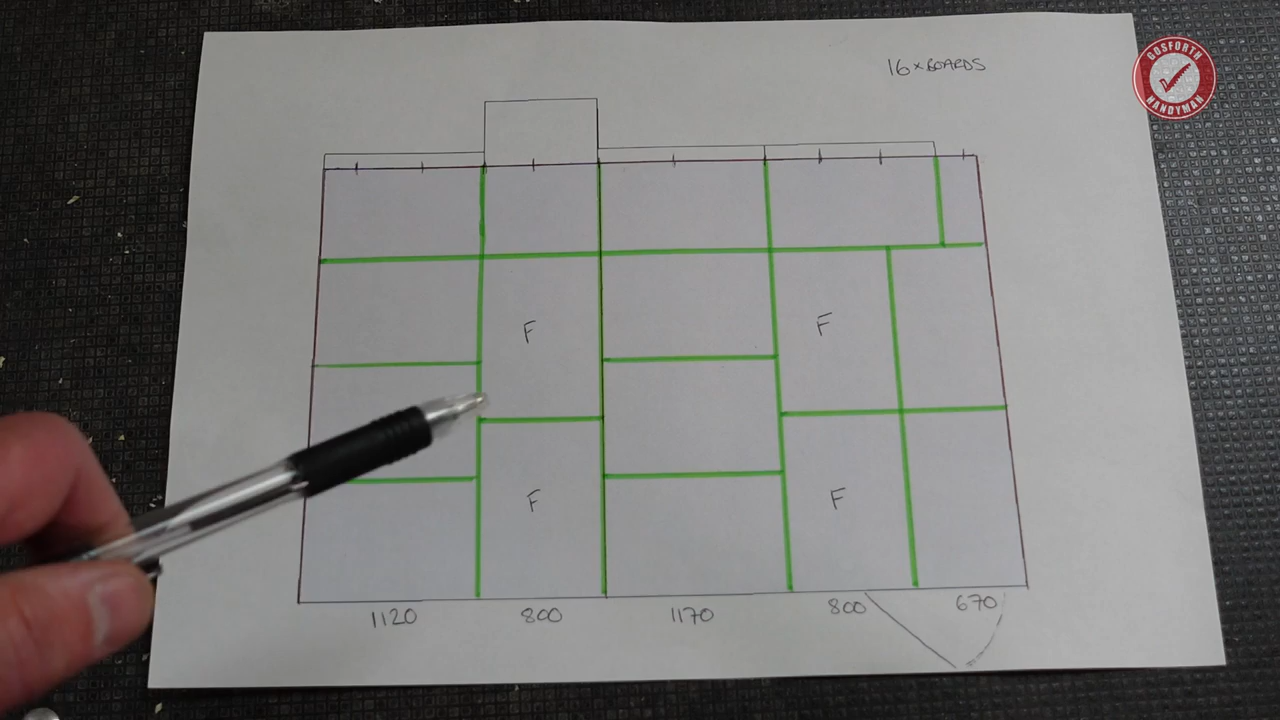 16 x BOARDS
GOSFORTH
HANDYMAN
F
F
F
F
1120 800 1170 800 670